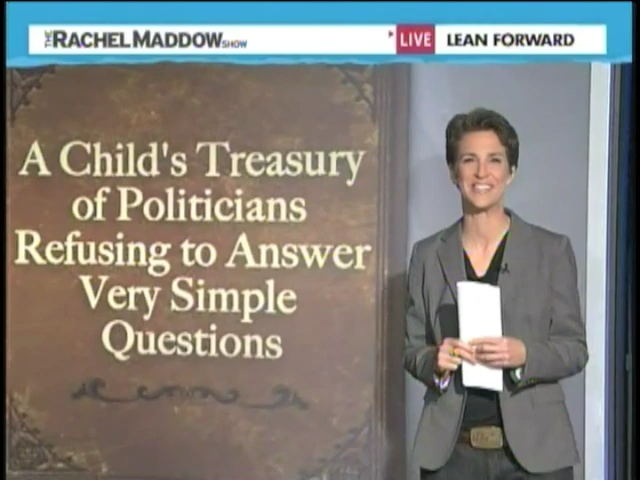 THE RACHEL MADDOW SHOW
LIVE LEAN FORWARD
A Child's Treasury
of Politicians
Refusing to Answer
Very Simple
Questions